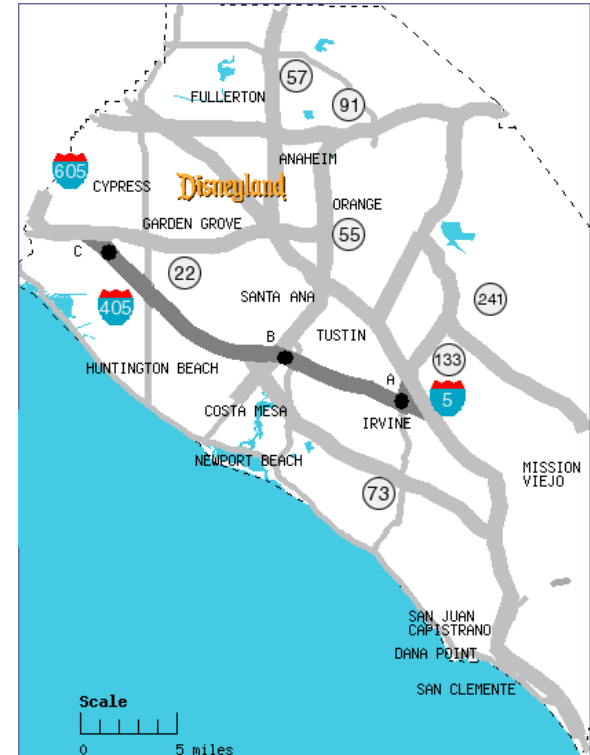 57
FULLERTON
91
ANAHEIM
605
CYPRESS
Disneyland
ORANGE
GARDEN GROVE
55
C
22
SANTA ANA
241
405
B
TUSTIN
HUNTINGTON BEACH
133
A
5
COSTA MESA
IRVINE
NEWPORT BEACH
MISSION
VIEJO
73
SAN JUAN
CAPISTRANO
DANA POINT
SAN CLEMENTE
Scale
0 5 miles